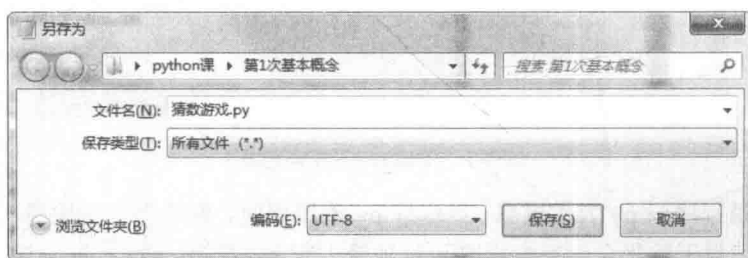 另存为
python课 第1次基本概念 搜索 第1次基本概念
文件名(N): 猜数游戏.py
保存类型(T): 所有文件 (*.*)
浏览文件夹(B) 编码(E): UTF-8 保存(S) 取消